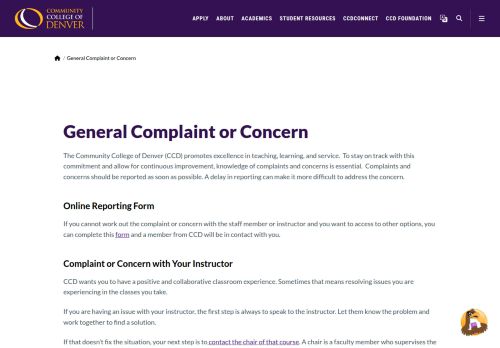 COMMUNITY
COLLEGE OF
DENVER
APPLY ABOUT ACADEMICS STUDENT RESOURCES CCDCONNECT CCD FOUNDATION
/ General Complaint or Concern
General Complaint or Concern
The Community College of Denver (CCD) promotes excellence in teaching, learning, and service. To stay on track with this
commitment and allow for continuous improvement, knowledge of complaints and concerns is essential. Complaints and
concerns should be reported as soon as possible. A delay in reporting can make it more difficult to address the concern.
Online Reporting Form
If you cannot work out the complaint or concern with the staff member or instructor and you want to access to other options, you
can complete this form and a member from CCD will be in contact with you.
Complaint or Concern with Your Instructor
CCD wants you to have a positive and collaborative classroom experience. Sometimes that means resolving issues you are
experiencing in the classes you take.
If you are having an issue with your instructor, the first step is always to speak to the instructor. Let them know the problem and
work together to find a solution.
If that doesn't fix the situation, your next step is to contact the chair of that course. A chair is a faculty member who supervises the